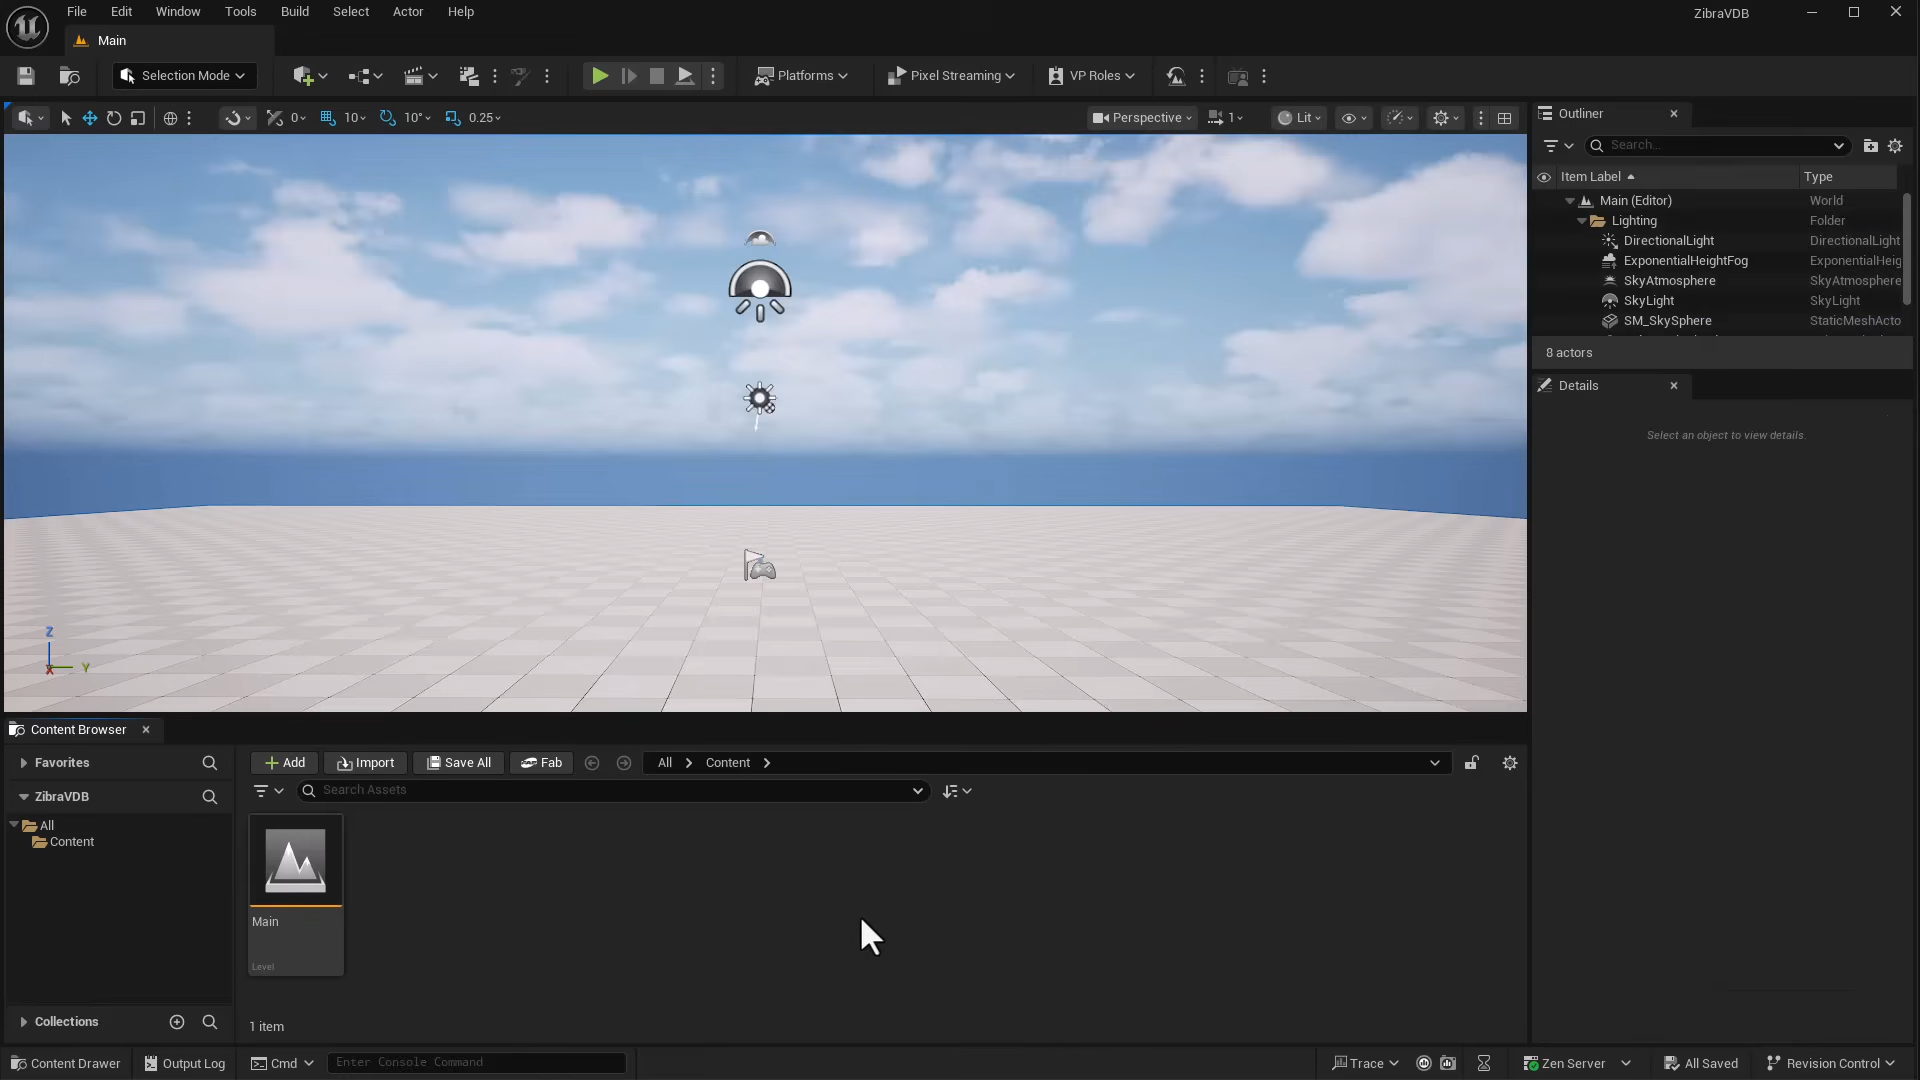 File Edit Window Tools Build Select Actor Help ZibraVDB
Main
Selection Mode Platforms Pixel Streaming VP Roles
0 10 10° 0.25 Perspective 1 Lit
Outliner
Search...
Item Label Type
Main (Editor) World
Lighting Folder
DirectionalLight DirectionalLight
ExponentialHeightFog ExponentialHeig
SkyAtmosphere SkyAtmosphere
SkyLight SkyLight
SM_SkySphere StaticMeshActo
8 actors
Details
Select an object to view details.
Z
X Y
Content Browser
Favorites
Add Import Save All Fab All Content
ZibraVDB
Search Assets
All
Content
Main
Level
Collections
1 item
Content Drawer Output Log Cmd Enter Console Command Trace Zen Server All Saved Revision Control